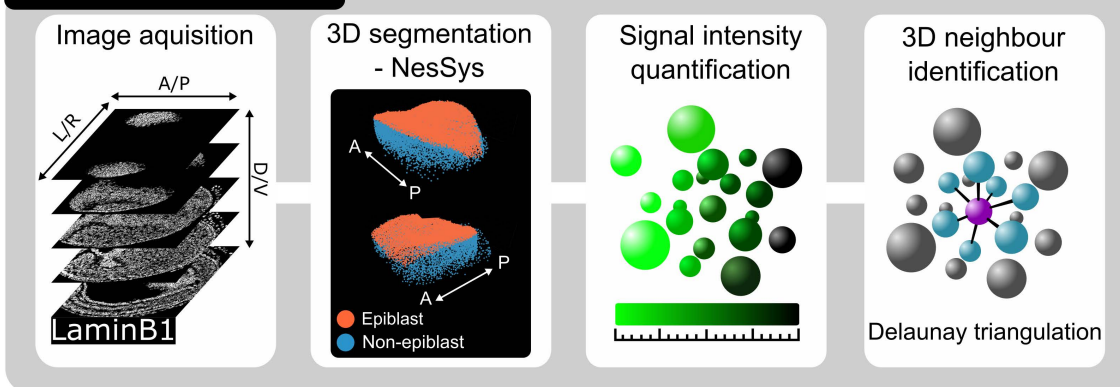 Image aquisition
A/P
L/R
D/V
LaminB1
3D segmentation
- NesSys
A
P
P
A
Epiblast
Non-epiblast
Signal intensity
quantification
3D neighbour
identification
Delaunay triangulation